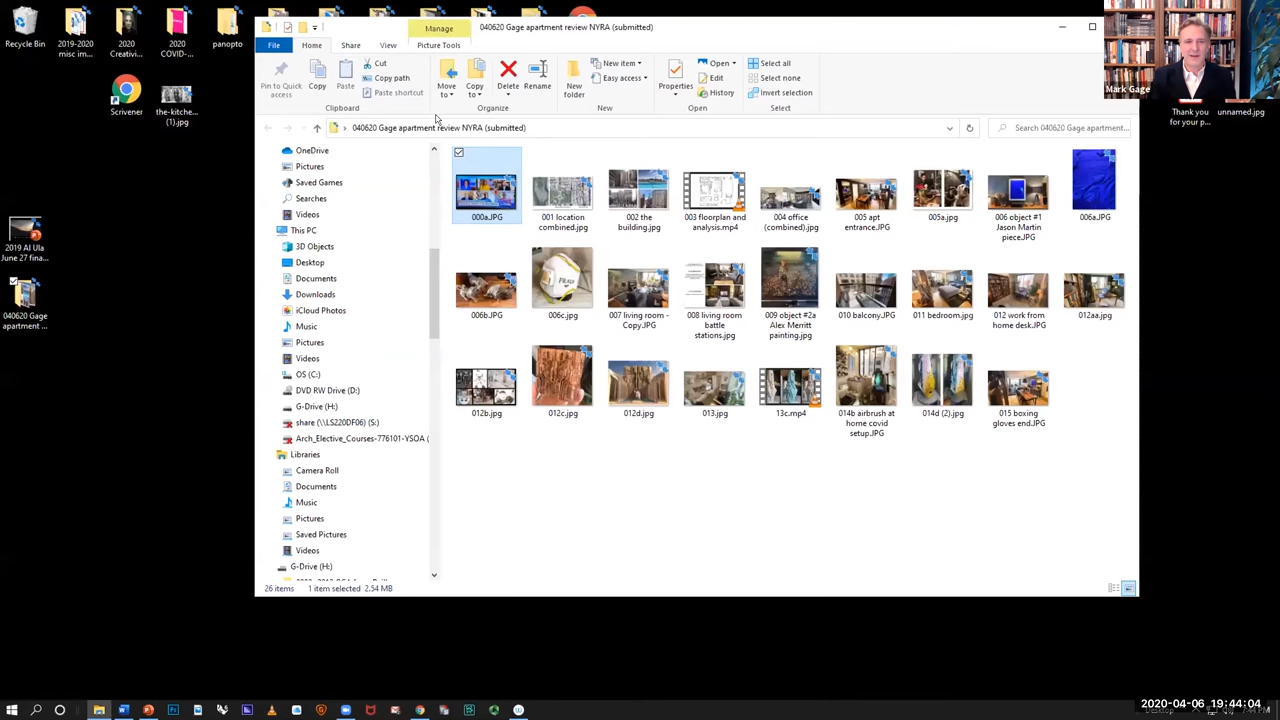 Recycle Bin
2019-2020
misc im...
2020
Creativi...
2020
COVID-...
panopto
Scrivener
the-kitche...
(1).jpg
2019 AI Ula
June 27 fina...
040620 Gage
apartment ...
Manage
040620 Gage apartment review NYRA (submitted)
File
Home
Share
View
Picture Tools
Pin to Quick
access
Copy
Paste
Cut
Copy path
Paste shortcut
Clipboard
Move
to
Copy
to
Delete
Rename
Organize
New
folder
New item
Easy access
New
Properties
Open
Edit
History
Open
Select all
Select none
Invert selection
Select
040620 Gage apartment review NYRA (submitted)
Search 040620 Gage apartment...
OneDrive
Pictures
Saved Games
Searches
Videos
This PC
3D Objects
Desktop
Documents
Downloads
iCloud Photos
Music
Pictures
Videos
OS (C:)
DVD RW Drive (D:)
G-Drive (H:)
share (\\LS220DF06) (S:)
Arch_Elective_Courses-776101-YSOA (
Libraries
Camera Roll
Documents
Music
Pictures
Saved Pictures
Videos
G-Drive (H:)
000a.JPG
001 location
combined.jpg
002 the
building.jpg
003 floorplan and
analysis.mp4
004 office
(combined).jpg
005 apt
entrance.JPG
005a.jpg
006 object #1
Jason Martin
piece.JPG
006a.JPG
006b.JPG
006c.jpg
007 living room -
Copy.JPG
008 living room
battle
stations.jpg
009 object #2a
Alex Merritt
painting.jpg
010 balcony.JPG
011 bedroom.jpg
012 work from
home desk.JPG
012aa.jpg
012b.jpg
012c.jpg
012d.jpg
013.jpg
13c.mp4
014b airbrush at
home covid
setup.JPG
014d (2).jpg
015 boxing
gloves end.JPG
26 items
1 item selected 2.54 MB
Mark Gage
Thank you
for your p...
unnamed.jpg
2020-04-06 19:44:04